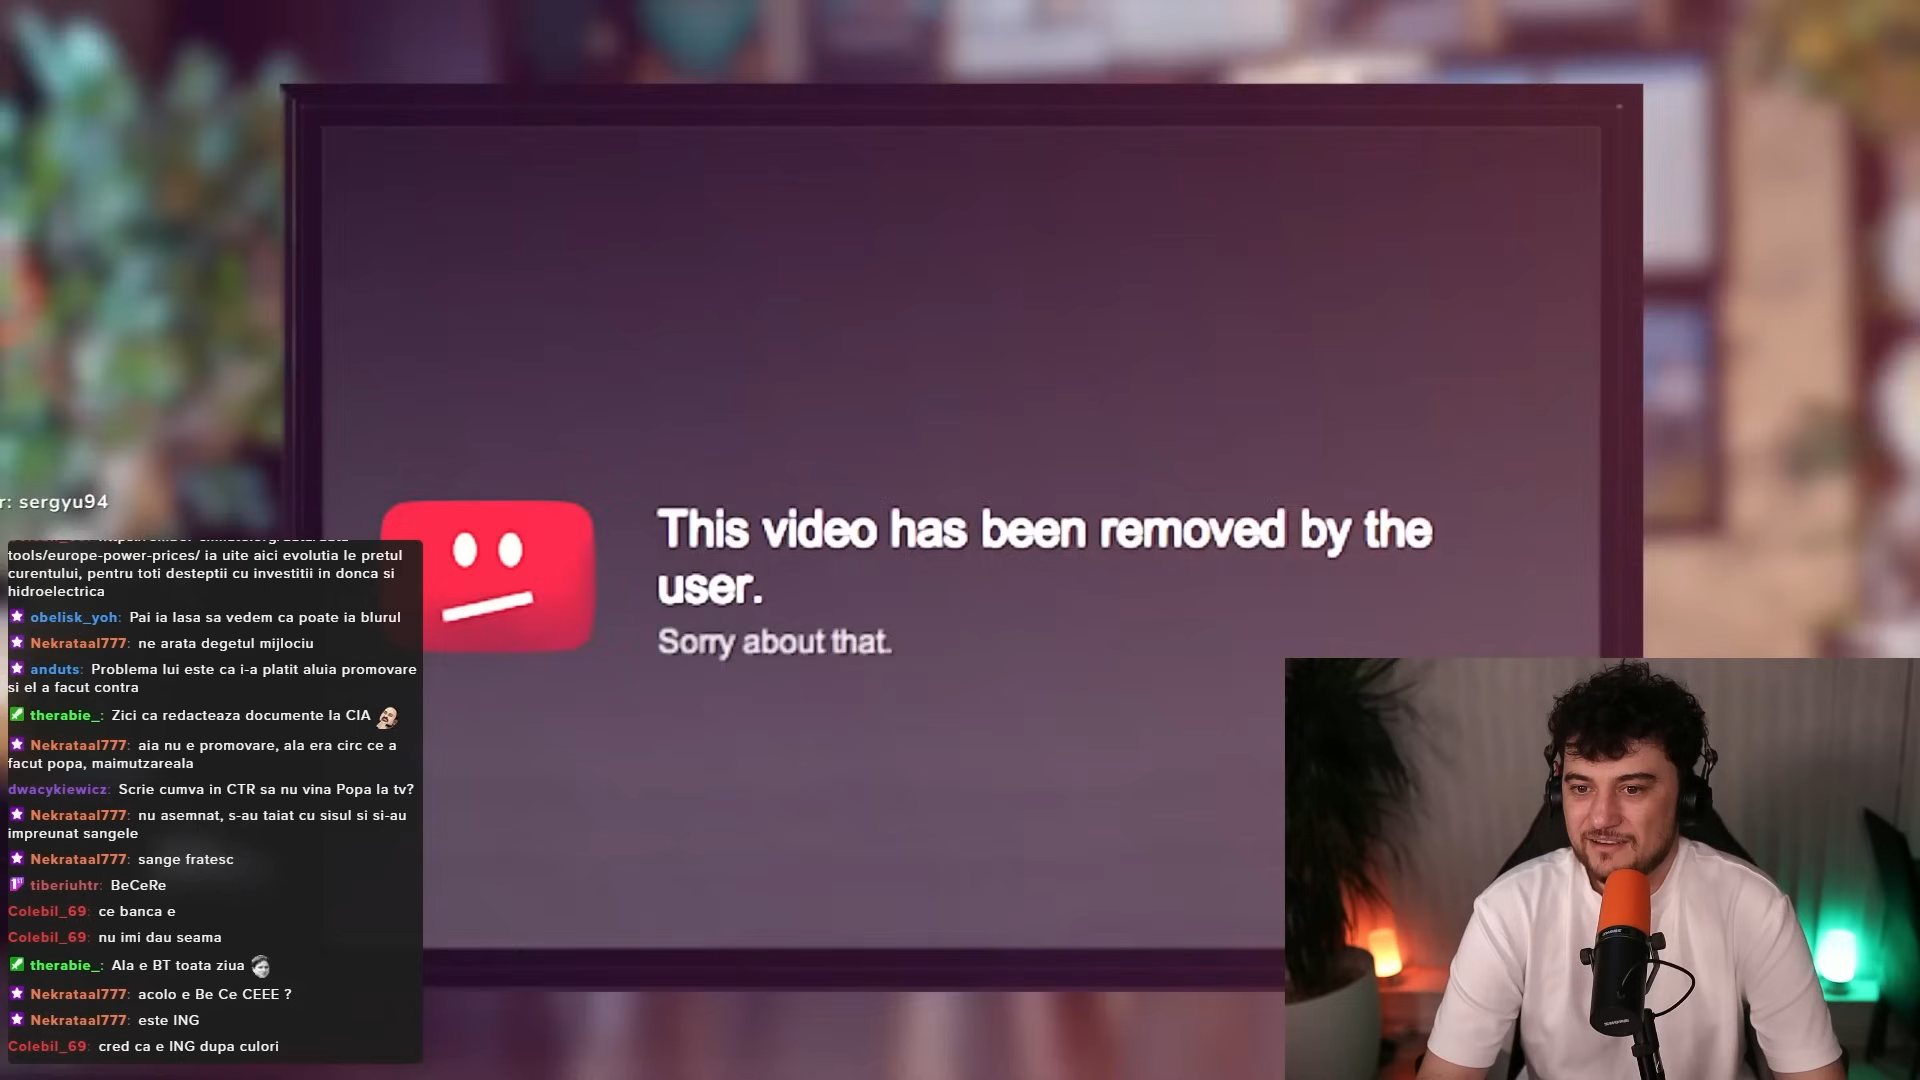 This video has been removed by the
user.
Sorry about that.
r: sergyu94
tools/europe-power-prices/ ia uite aici evolutia le pretul
curentului, pentru toti desteptii cu investitii in donca si
hidroelectrica
obelisk_yoh: Pai ia lasa sa vedem ca poate ia blurul
Nekrataal777: ne arata degetul mijlociu
anduts: Problema lui este ca i-a platit aluia promovare
si el a facut contra
therabie_: Zici ca redacteaza documente la CIA
Nekrataal777: aia nu e promovare, ala era circ ce a
facut popa, maimutzareala
dwacykiewicz: Scrie cumva in CTR sa nu vina Popa la tv?
Nekrataal777: nu asemnat, s-au taiat cu sisul si si-au
impreunat sangele
Nekrataal777: sange fratesc
tiberiuhtr: BeCeRe
Colebil_69: ce banca e
Colebil_69: nu imi dau seama
therabie_: Ala e BT toata ziua
Nekrataal777: acolo e Be Ce CEEE ?
Nekrataal777: este ING
Colebil_69: cred ca e ING dupa culori